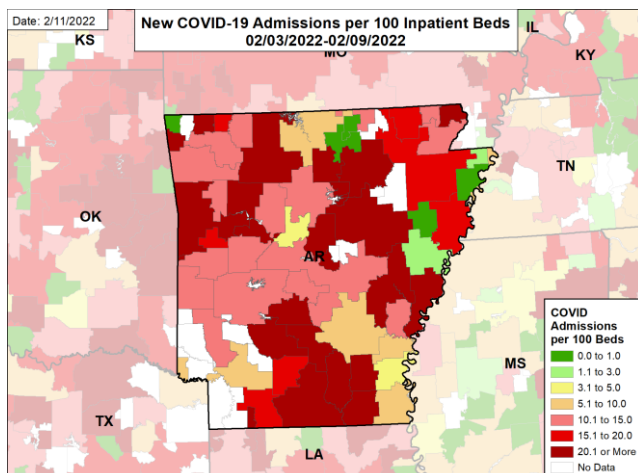 Date: 2/11/2022
New COVID-19 Admissions per 100 Inpatient Beds
02/03/2022-02/09/2022
KS
MO
IL
KY
TN
OK
AR
MS
TX
LA
COVID
Admissions
per 100 Beds
0.0 to 1.0
1.1 to 3.0
3.1 to 5.0
5.1 to 10.0
10.1 to 15.0
15.1 to 20.0
20.1 or More
No Data